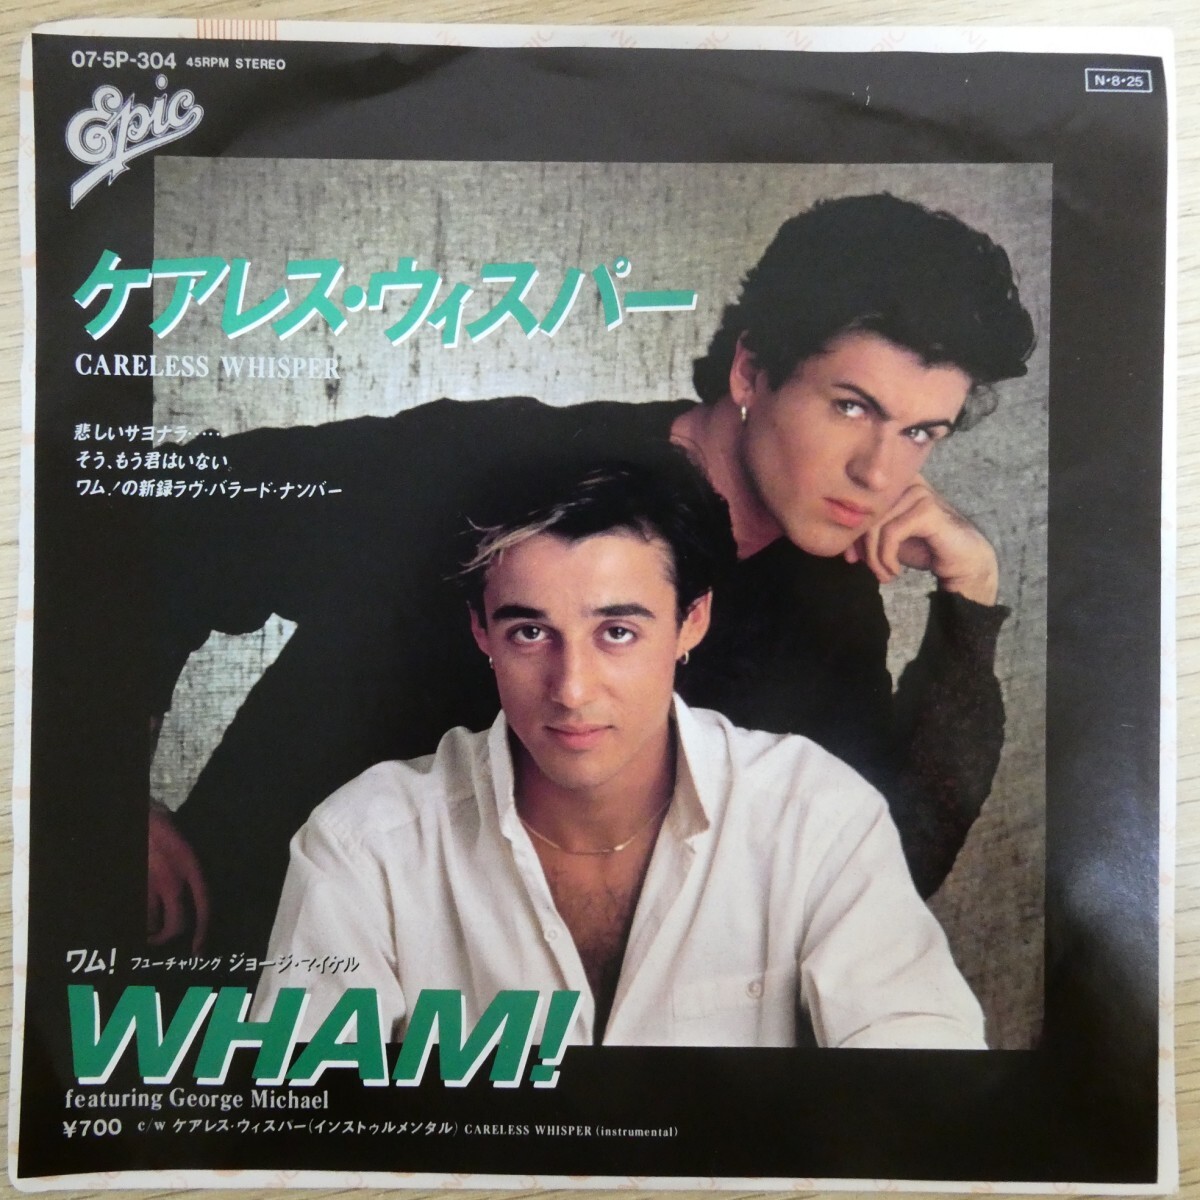 07·5P-304 45RPM STEREO
N·8·25
Epic
ケアレス・ウィスパー
CARELESS WHISPER
悲しいサヨナラ……
そう、もう君はいない。
ワム!の新録ラヴ・バラード・ナンバー
ワム! フューチャリング ジョージ・マイケル
WHAM!
featuring George Michael
¥700 c/w ケアレス・ウィスパー(インストゥルメンタル) CARELESS WHISPER (instrumental)